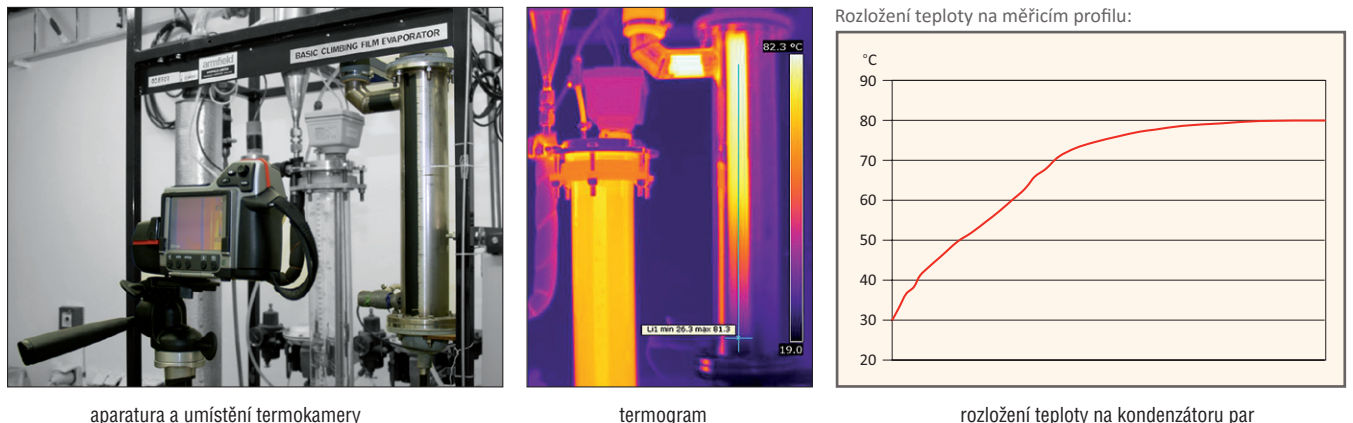 BASIC CLIMBING FILM EVAPORATOR
armfield
82.3 °C
Li1 min 26.3 max 81.3
19.0
Rozložení teploty na měřicím profilu:
°C
90
80
70
60
50
40
30
20
aparatura a umístění termokamery
termogram
rozložení teploty na kondenzátoru par